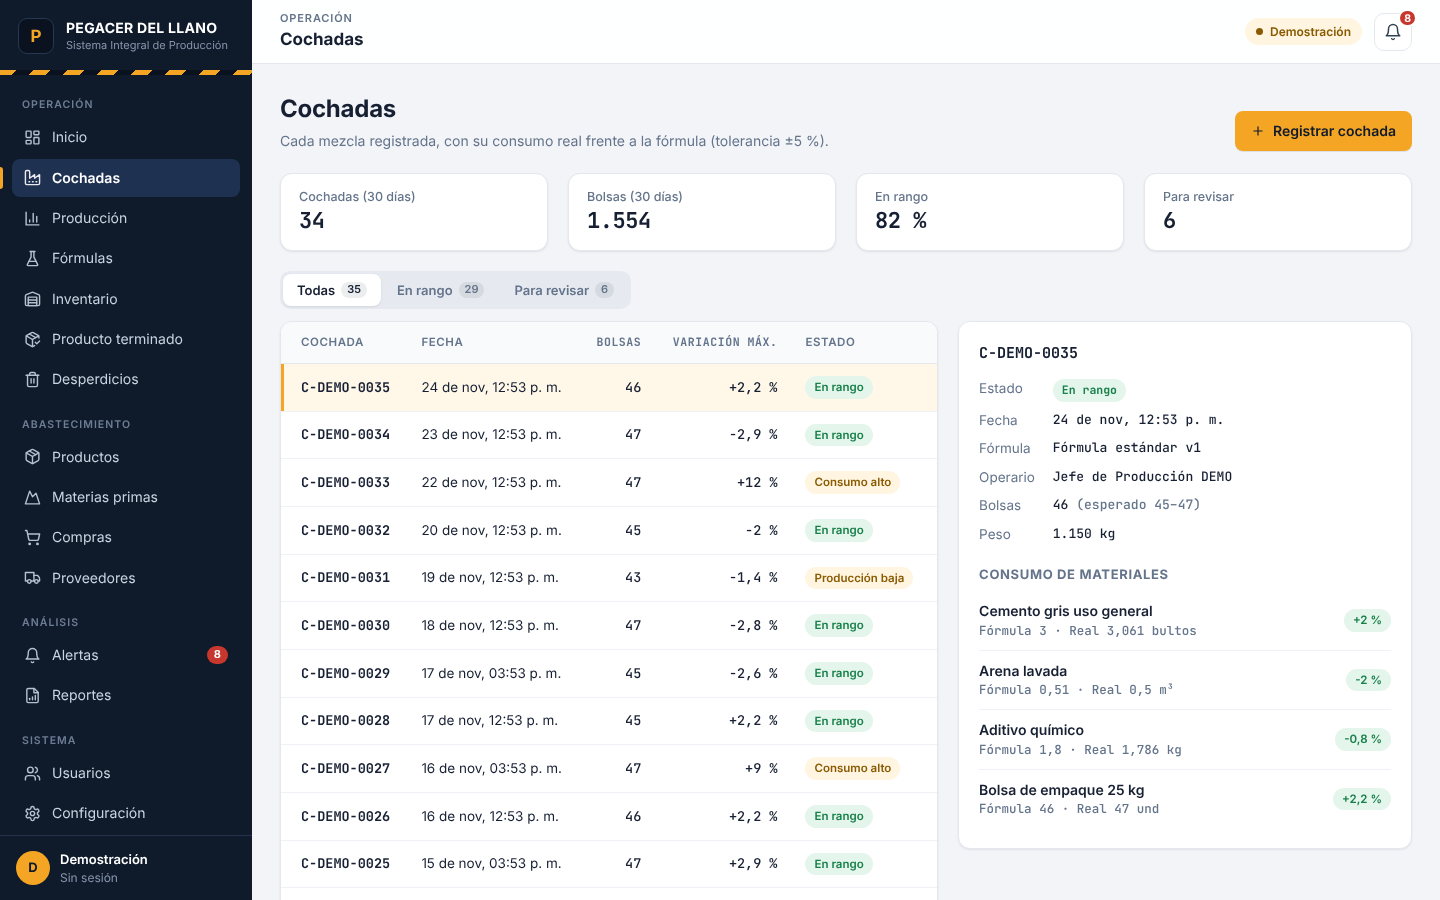 P
PEGACER DEL LLANO
Sistema Integral de Producción
OPERACIÓN
Inicio
Cochadas
Producción
Fórmulas
Inventario
Producto terminado
Desperdicios
ABASTECIMIENTO
Productos
Materias primas
Compras
Proveedores
ANÁLISIS
Alertas 8
Reportes
SISTEMA
Usuarios
Configuración
D
Demostración
Sin sesión
OPERACIÓN
Cochadas
Demostración
8
Cochadas
Cada mezcla registrada, con su consumo real frente a la fórmula (tolerancia ±5 %).
+ Registrar cochada
Cochadas (30 días)
34
Bolsas (30 días)
1.554
En rango
82 %
Para revisar
6
Todas 35 En rango 29 Para revisar 6
COCHADA FECHA BOLSAS VARIACIÓN MÁX. ESTADO
C-DEMO-0035 24 de nov, 12:53 p. m. 46 +2,2 % En rango
C-DEMO-0034 23 de nov, 12:53 p. m. 47 -2,9 % En rango
C-DEMO-0033 22 de nov, 12:53 p. m. 47 +12 % Consumo alto
C-DEMO-0032 20 de nov, 12:53 p. m. 45 -2 % En rango
C-DEMO-0031 19 de nov, 12:53 p. m. 43 -1,4 % Producción baja
C-DEMO-0030 18 de nov, 12:53 p. m. 47 -2,8 % En rango
C-DEMO-0029 17 de nov, 03:53 p. m. 45 -2,6 % En rango
C-DEMO-0028 17 de nov, 12:53 p. m. 45 +2,2 % En rango
C-DEMO-0027 16 de nov, 03:53 p. m. 47 +9 % Consumo alto
C-DEMO-0026 16 de nov, 12:53 p. m. 46 +2,2 % En rango
C-DEMO-0025 15 de nov, 03:53 p. m. 47 +2,9 % En rango
C-DEMO-0035
Estado En rango
Fecha 24 de nov, 12:53 p. m.
Fórmula Fórmula estándar v1
Operario Jefe de Producción DEMO
Bolsas 46 (esperado 45–47)
Peso 1.150 kg
CONSUMO DE MATERIALES
Cemento gris uso general
Fórmula 3 · Real 3,061 bultos
+2 %
Arena lavada
Fórmula 0,51 · Real 0,5 m³
-2 %
Aditivo químico
Fórmula 1,8 · Real 1,786 kg
-0,8 %
Bolsa de empaque 25 kg
Fórmula 46 · Real 47 und
+2,2 %